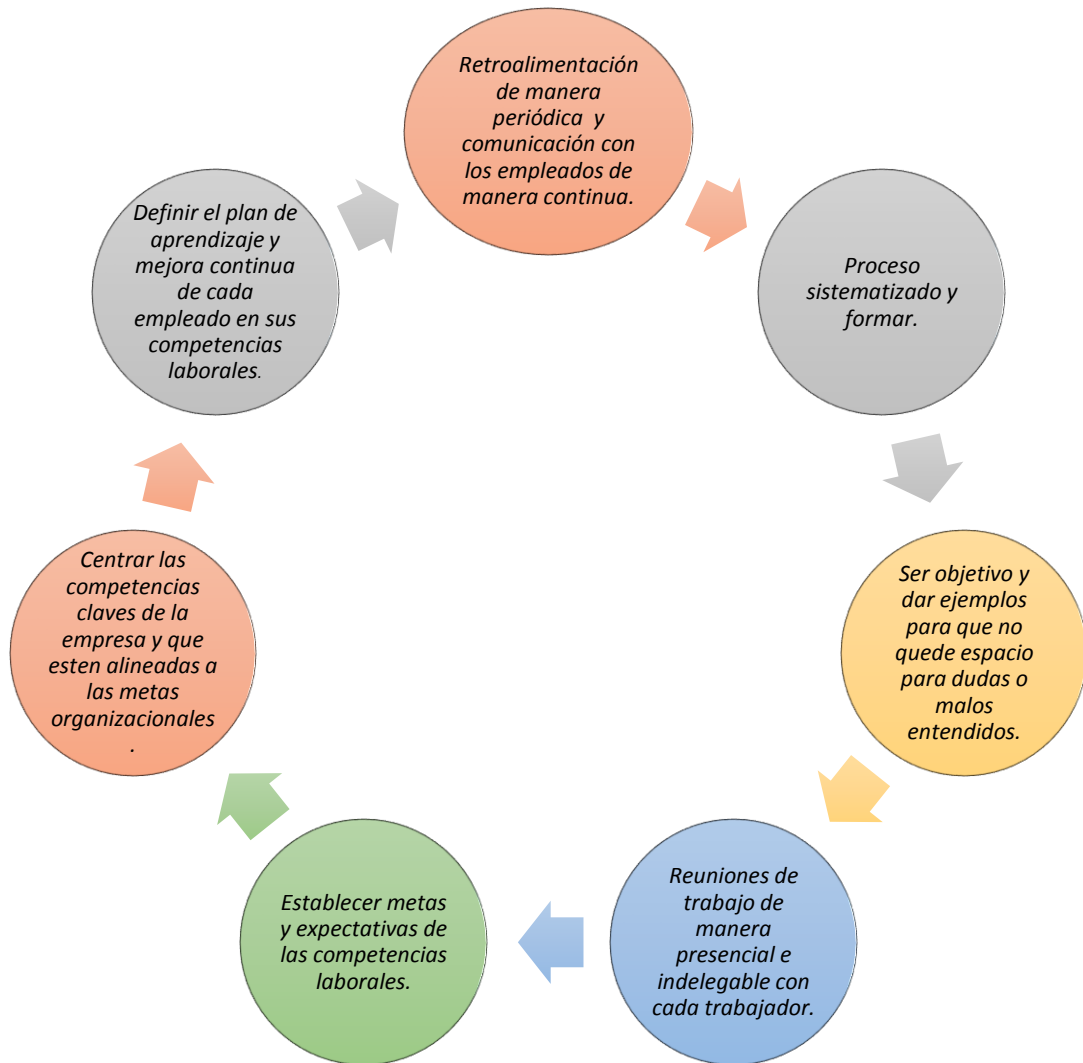 Retroalimentación
de manera
periódica y
comunicación con
los empleados de
manera continua.
Proceso
sistematizado y
formar.
Ser objetivo y
dar ejemplos
para que no
quede espacio
para dudas o
malos
entendidos.
Reuniones de
trabajo de
manera
presencial e
indelegable con
cada trabajador.
Establecer metas
y expectativas de
las competencias
laborales.
Centrar las
competencias
claves de la
empresa y que
esten alineadas a
las metas
organizacionales
.
Definir el plan de
aprendizaje y
mejora continua
de cada
empleado en sus
competencias
laborales.